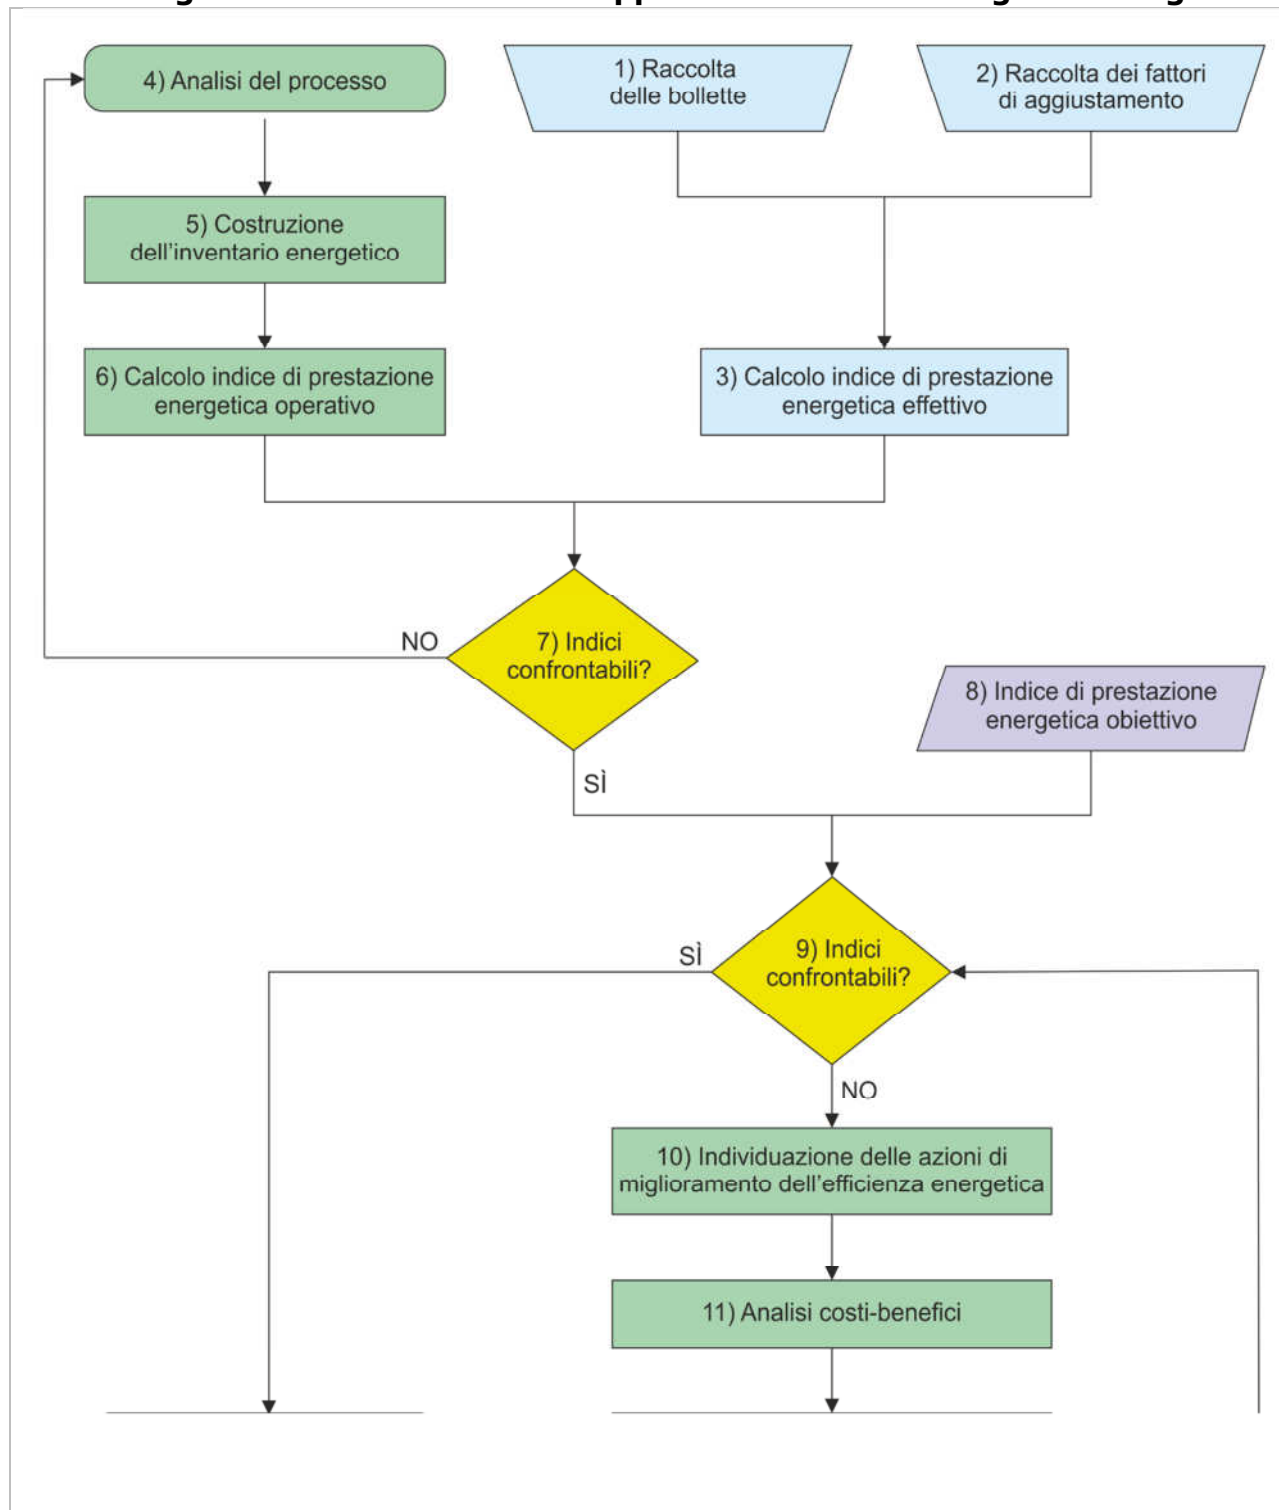 4) Analisi del processo
1) Raccolta
delle bollette
2) Raccolta dei fattori
di aggiustamento
5) Costruzione
dell'inventario energetico
6) Calcolo indice di prestazione
energetica operativo
3) Calcolo indice di prestazione
energetica effettivo
NO
7) Indici
confrontabili?
8) Indice di prestazione
energetica obiettivo
SÌ
SÌ
9) Indici
confrontabili?
NO
10) Individuazione delle azioni di
miglioramento dell'efficienza energetica
11) Analisi costi-benefici